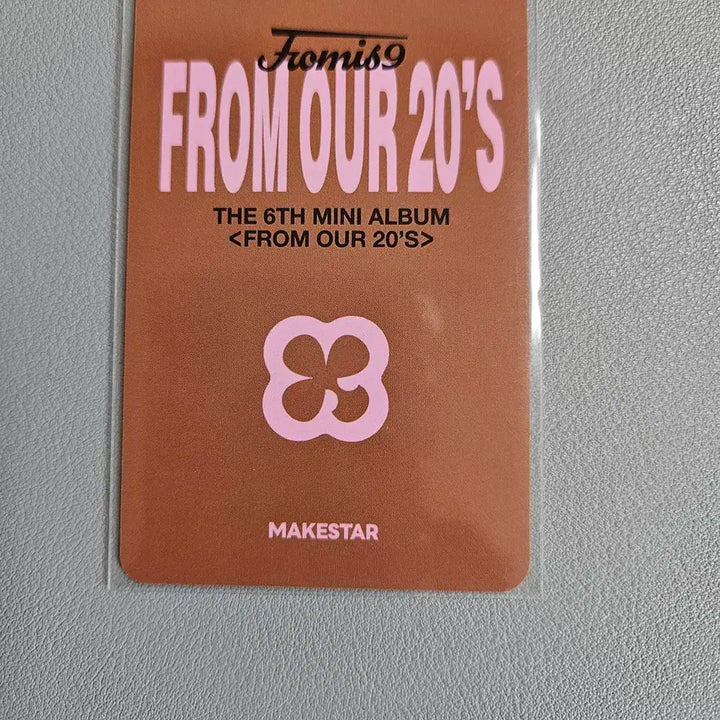 fromis9
FROM OUR 20'S
THE 6TH MINI ALBUM
<FROM OUR 20'S>
MAKESTAR